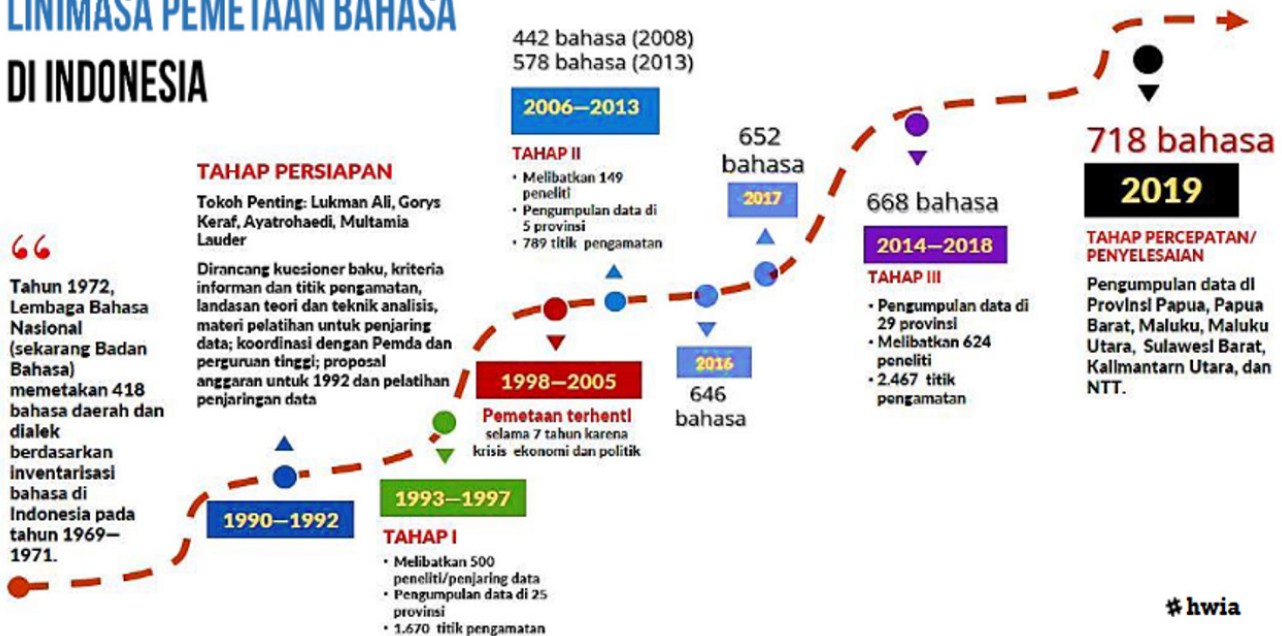 LINIMASA PEMETAAN BAHASA
DI INDONESIA
Tahun 1972,
Lembaga Bahasa
Nasional
(sekarang Badan
Bahasa)
memetakan 418
bahasa daerah dan
dialek
berdasarkan
inventarisasi
bahasa di
Indonesia pada
tahun 1969—
1971.
TAHAP PERSIAPAN
Tokoh Penting: Lukman Ali, Gorys
Keraf, Ayatrohaedi, Multamia
Lauder
Dirancang kuesioner baku, kriteria
informan dan titik pengamatan,
landasan teori dan teknik analisis,
materi pelatihan untuk penjaring
data; koordinasi dengan Pemda dan
perguruan tinggi; proposal
anggaran untuk 1992 dan pelatihan
penjaringan data
1990—1992
1993—1997
TAHAP I
• Melibatkan 500
peneliti/penjaring data
• Pengumpulan data di 25
provinsi
• 1.670 titik pengamatan
1998—2005
Pemetaan terhenti
selama 7 tahun karena
krisis ekonomi dan politik
442 bahasa (2008)
578 bahasa (2013)
2006—2013
TAHAP II
• Melibatkan 149
peneliti
• Pengumpulan data di
5 provinsi
• 789 titik pengamatan
2016
646
bahasa
652
bahasa
2017
668 bahasa
2014—2018
TAHAP III
• Pengumpulan data di
29 provinsi
• Melibatkan 624
peneliti
• 2.467 titik
pengamatan
718 bahasa
2019
TAHAP PERCEPATAN/
PENYELESAIAN
Pengumpulan data di
Provinsi Papua, Papua
Barat, Maluku, Maluku
Utara, Sulawesi Barat,
Kalimantarn Utara, dan
NTT.
#hwia